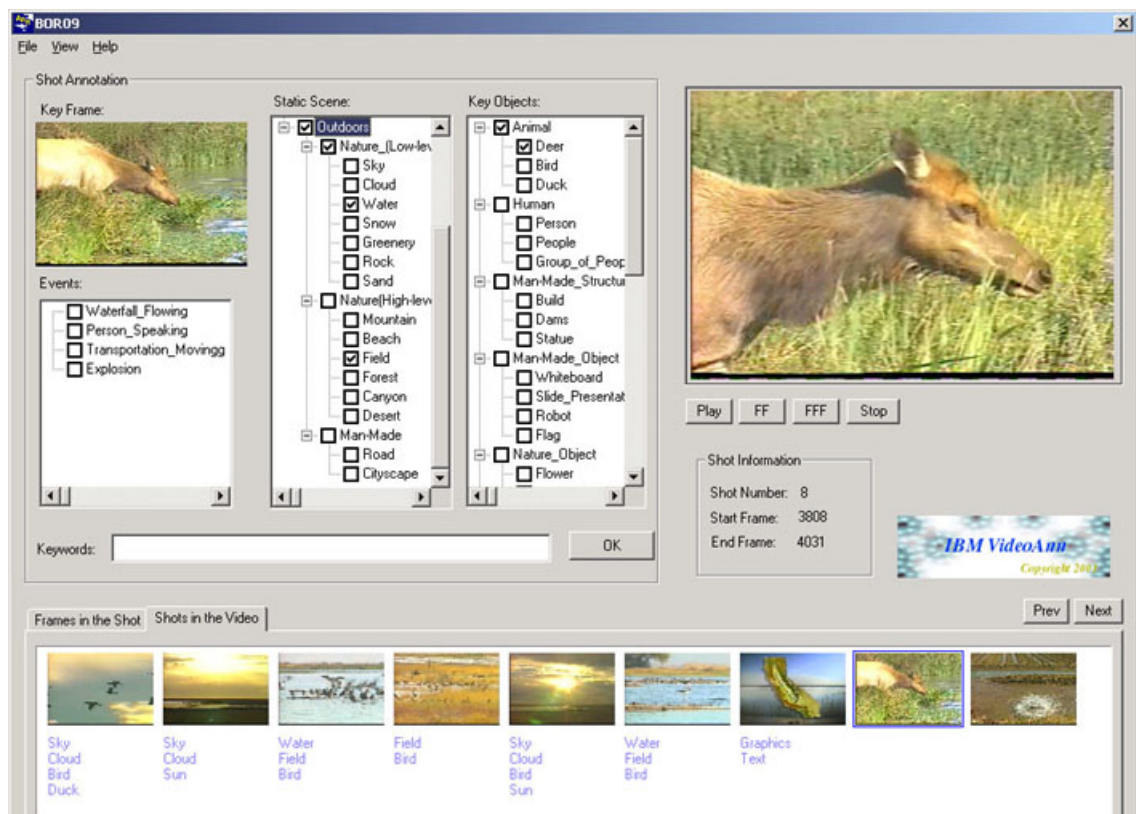 BOR09
File View Help
Shot Annotation
Key Frame:
Static Scene:
Key Objects:
Outdoors
Nature_(Low-lev
Sky
Cloud
Water
Snow
Greenery
Rock
Sand
Nature(High-leve
Mountain
Beach
Field
Forest
Canyon
Desert
Man-Made
Road
Cityscape
Animal
Deer
Bird
Duck
Human
Person
People
Group_of_Peop
Man-Made_Structur
Build
Dams
Statue
Man-Made_Object
Whiteboard
Slide_Presentat
Robot
Flag
Nature_Object
Flower
Events:
Waterfall_Flowing
Person_Speaking
Transportation_Movingg
Explosion
Keywords:
OK
Play FF FFF Stop
Shot Information
Shot Number: 8
Start Frame: 3808
End Frame: 4031
IBM VideoAnn
Copyright
Prev Next
Frames in the Shot Shots in the Video
Sky
Cloud
Bird
Duck
Sky
Cloud
Sun
Water
Field
Bird
Field
Bird
Sky
Cloud
Bird
Sun
Water
Field
Bird
Graphics
Text